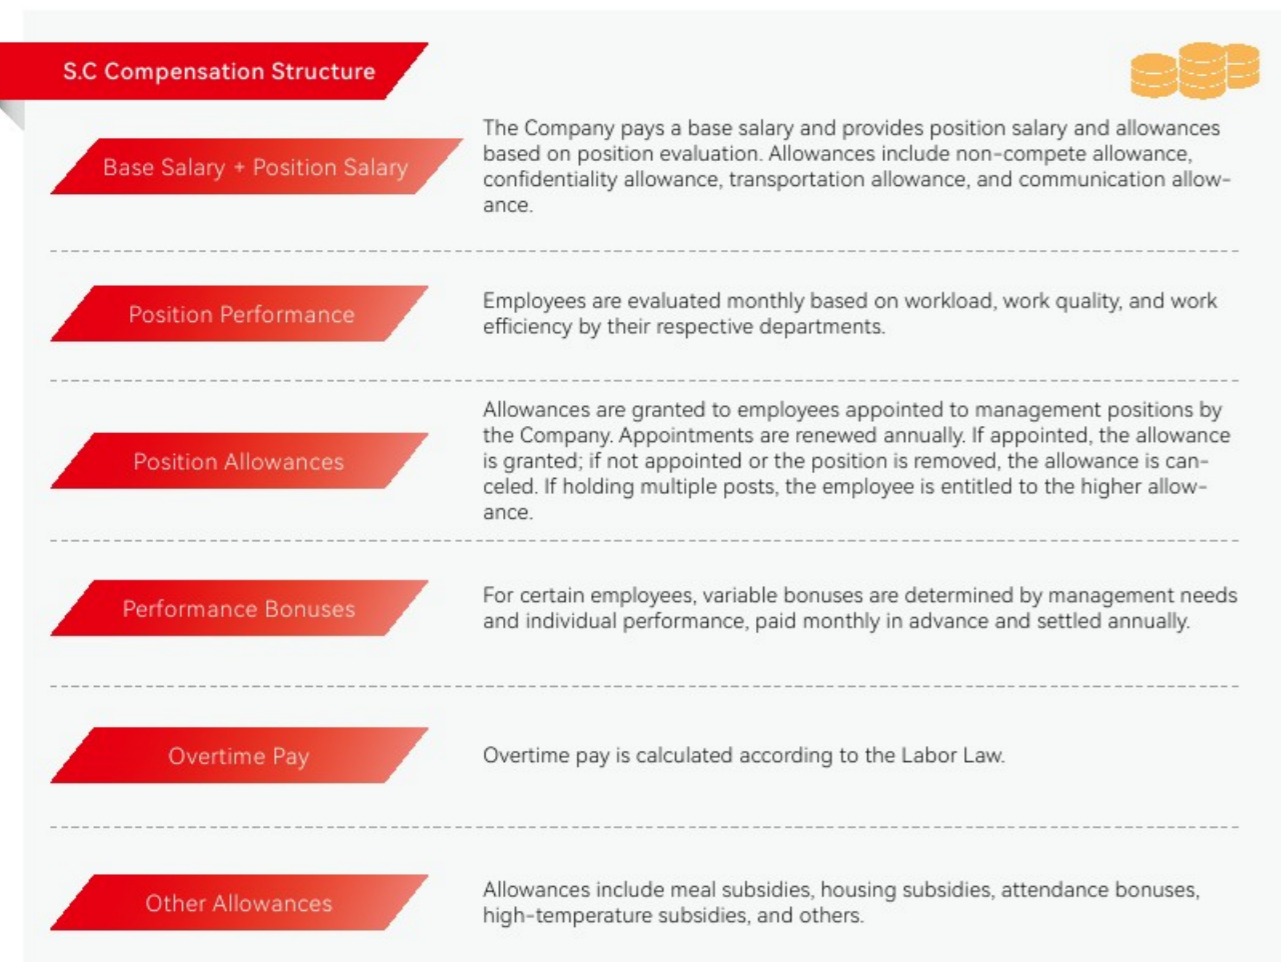 S.C Compensation Structure
Base Salary + Position Salary
The Company pays a base salary and provides position salary and allowances
based on position evaluation. Allowances include non-compete allowance,
confidentiality allowance, transportation allowance, and communication allow-
ance.
Position Performance
Employees are evaluated monthly based on workload, work quality, and work
efficiency by their respective departments.
Position Allowances
Allowances are granted to employees appointed to management positions by
the Company. Appointments are renewed annually. If appointed, the allowance
is granted; if not appointed or the position is removed, the allowance is can-
celed. If holding multiple posts, the employee is entitled to the higher allow-
ance.
Performance Bonuses
For certain employees, variable bonuses are determined by management needs
and individual performance, paid monthly in advance and settled annually.
Overtime Pay
Overtime pay is calculated according to the Labor Law.
Other Allowances
Allowances include meal subsidies, housing subsidies, attendance bonuses,
high-temperature subsidies, and others.